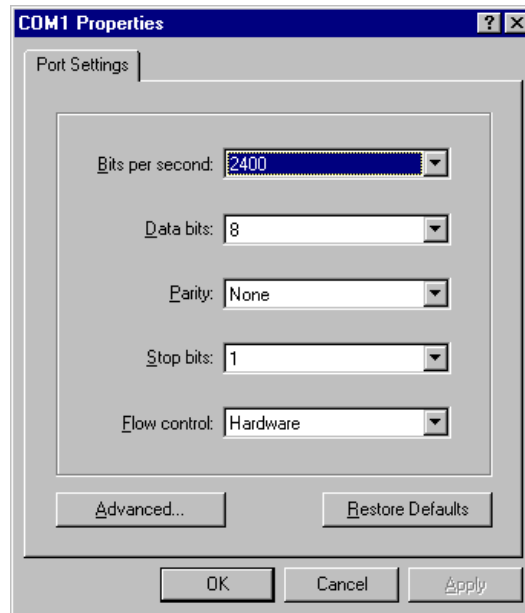 COM1 Properties
Port Settings
Bits per second: 2400
Data bits: 8
Parity: None
Stop bits: 1
Flow control: Hardware
Advanced... Restore Defaults
OK Cancel Apply